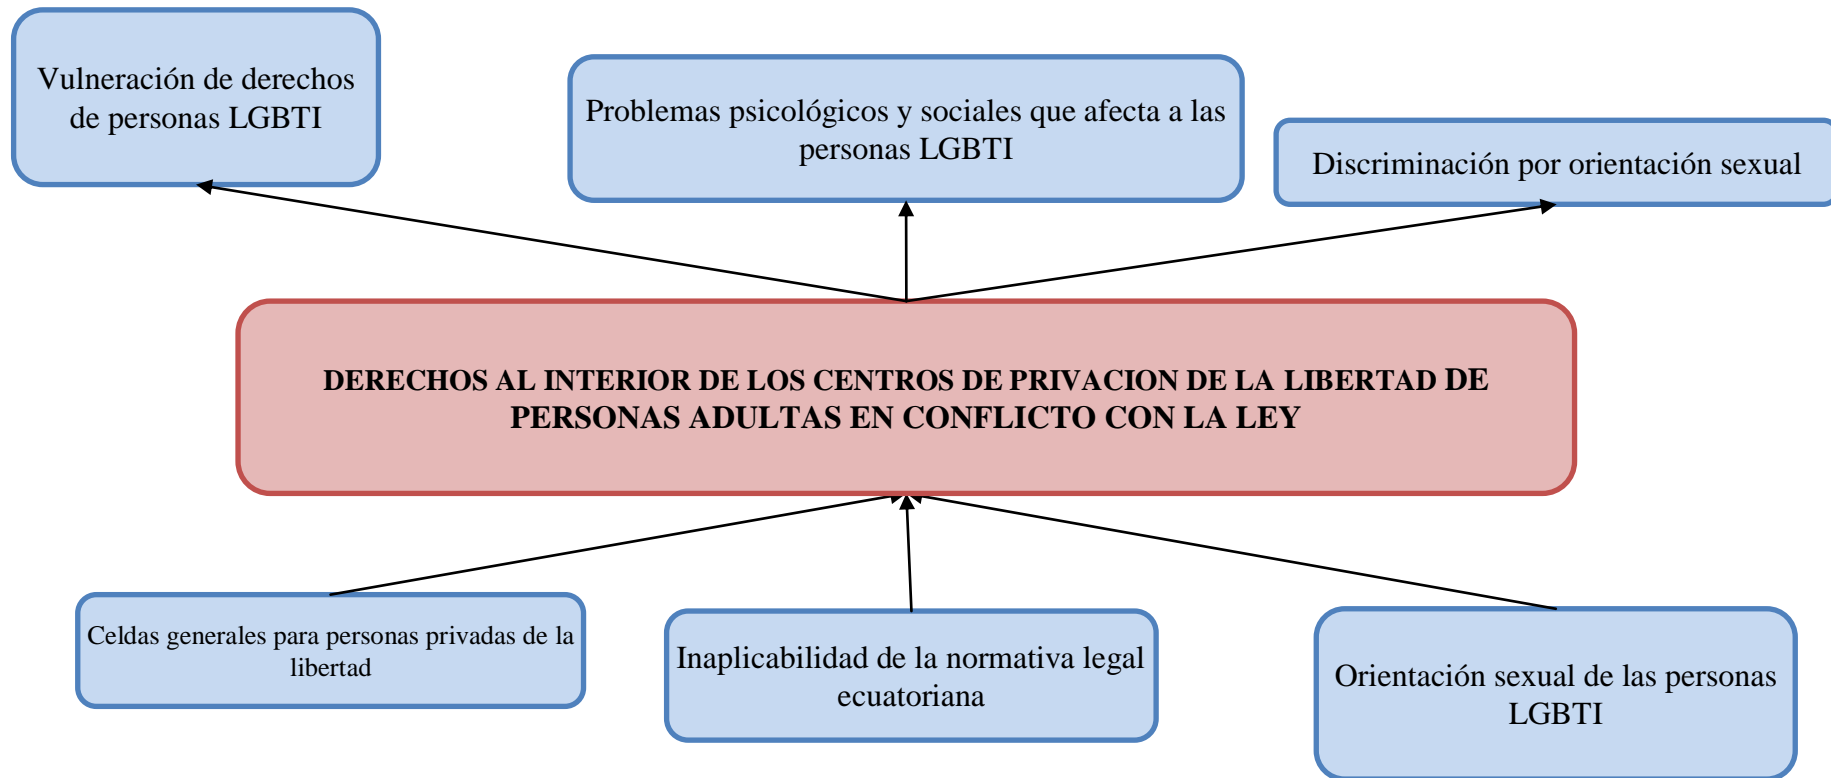 Vulneración de derechos
de personas LGBTI
Problemas psicológicos y sociales que afecta a las
personas LGBTI
Discriminación por orientación sexual
DERECHOS AL INTERIOR DE LOS CENTROS DE PRIVACION DE LA LIBERTAD DE
PERSONAS ADULTAS EN CONFLICTO CON LA LEY
Celdas generales para personas privadas de la
libertad
Inaplicabilidad de la normativa legal
ecuatoriana
Orientación sexual de las personas
LGBTI